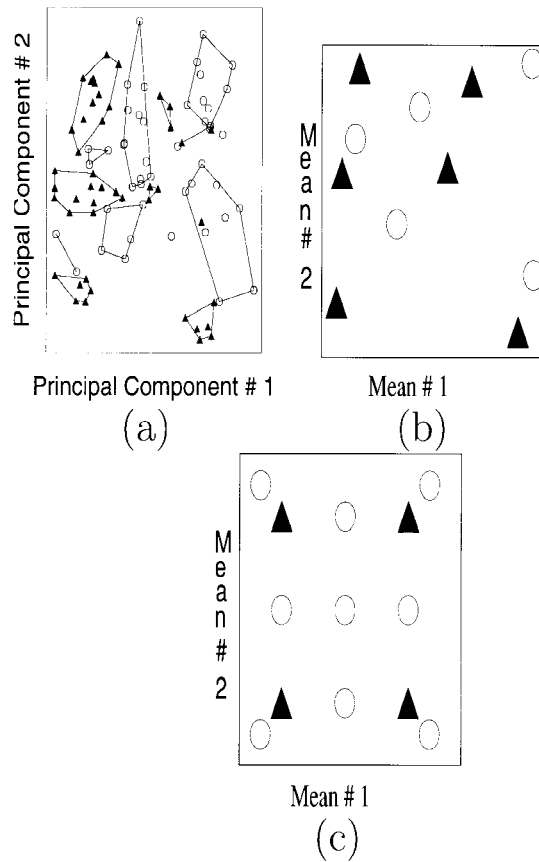 Principal Component # 2
Principal Component # 1
(a)
Mean # 2
Mean # 1
(b)
Mean # 2
Mean # 1
(c)